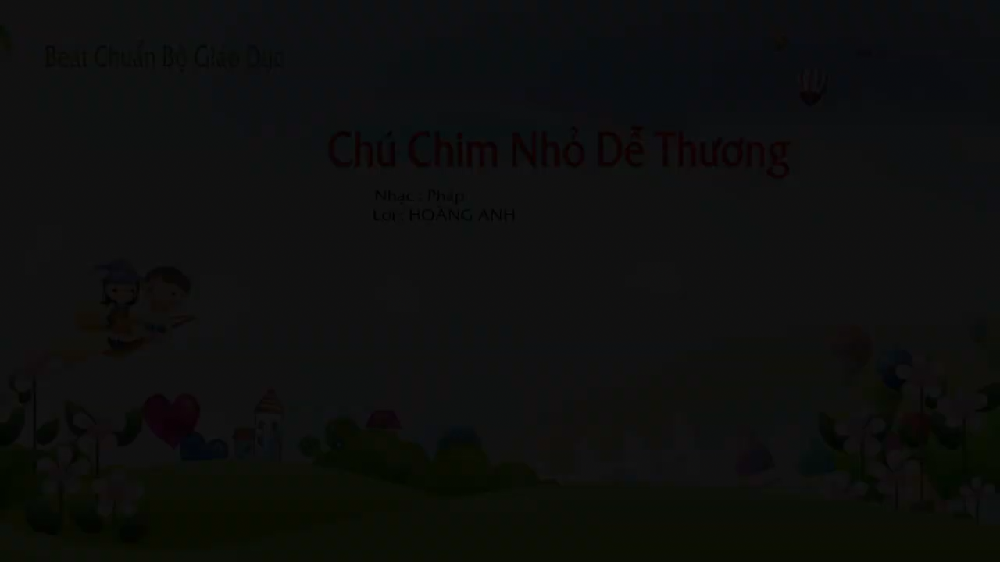 Beat Chuẩn Bộ Giáo Dục
Chú Chim Nhỏ Dễ Thương
Nhạc : Pháp
Lời: HOÀNG ANH